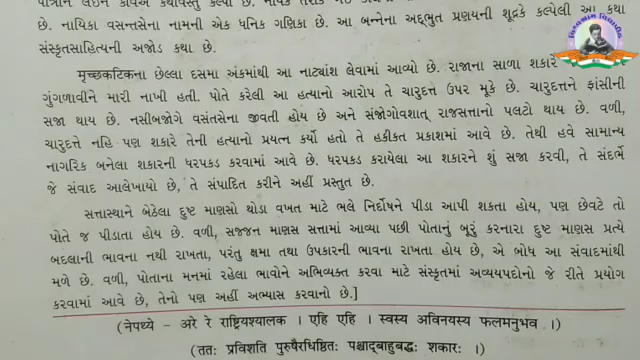 પાત્રોને લઈને કવિએ કથાવસ્તુ કલ્પી છે.
છે. નાયિકા વસન્તસેના નામની એક ધનિક ગણિકા છે. આ બન્નેના અદ્ભુત પ્રણયની શૂદ્રકે કલ્પેલી આ કથા
સંસ્કૃતસાહિત્યની અજોડ કથા છે.
મૃચ્છકટિકના છેલ્લા દસમા અંકમાંથી આ નાટ્યાંશ લેવામાં આવ્યો છે. રાજાના સાળા શકારે
ગુંગળાવીને મારી નાખી હતી. પોતે કરેલી આ હત્યાનો આરોપ તે ચારુદત્ત ઉપર મૂકે છે. ચારુદત્તને ફાંસીની
સજા થાય છે. નસીબજોગે વસંતસેના જીવતી હોય છે અને સંજોગોવશાત્ રાજસત્તાનો પલટો થાય છે. વળી,
ચારુદત્તે નહિ પણ શકારે તેની હત્યાનો પ્રયત્ન કર્યો હતો તે હકીકત પ્રકાશમાં આવે છે. તેથી હવે સામાન્ય
નાગરિક બનેલા શકારની ધરપકડ કરવામાં આવે છે. ધરપકડ કરાયેલા આ શકારને શું સજા કરવી, તે સંદર્ભે
જે સંવાદ આલેખાયો છે, તે સંપાદિત કરીને અહીં પ્રસ્તુત છે.
સત્તાસ્થાને બેઠેલા દુષ્ટ માણસો થોડા વખત માટે ભલે નિર્દોષને પીડા આપી શકતા હોય, પણ છેવટે તો
પોતે જ પીડાતા હોય છે. વળી, સજ્જન માણસ સત્તામાં આવ્યા પછી પોતાનું બૂરું કરનારા દુષ્ટ માણસ પ્રત્યે
બદલાની ભાવના નથી રાખતા, પરંતુ ક્ષમા તથા ઉપકારની ભાવના રાખતા હોય છે, એ બોધ આ સંવાદમાંથી
મળે છે. વળી, પોતાના મનમાં રહેલા ભાવોને અભિવ્યક્ત કરવા માટે સંસ્કૃતમાં અવ્યયપદોનો જે રીતે પ્રયોગ
કરવામાં આવે છે, તેનો પણ અહીં અભ્યાસ કરવાનો છે.]
(नेपथ्ये - अरे रे राष्ट्रियश्यालक । एहि एहि । स्वस्य अविनयस्य फलमनुभव ।)
(ततः प्रविशति पुरुषैरधिष्ठितः पश्चाद्बाहुबद्धः शकारः ।)